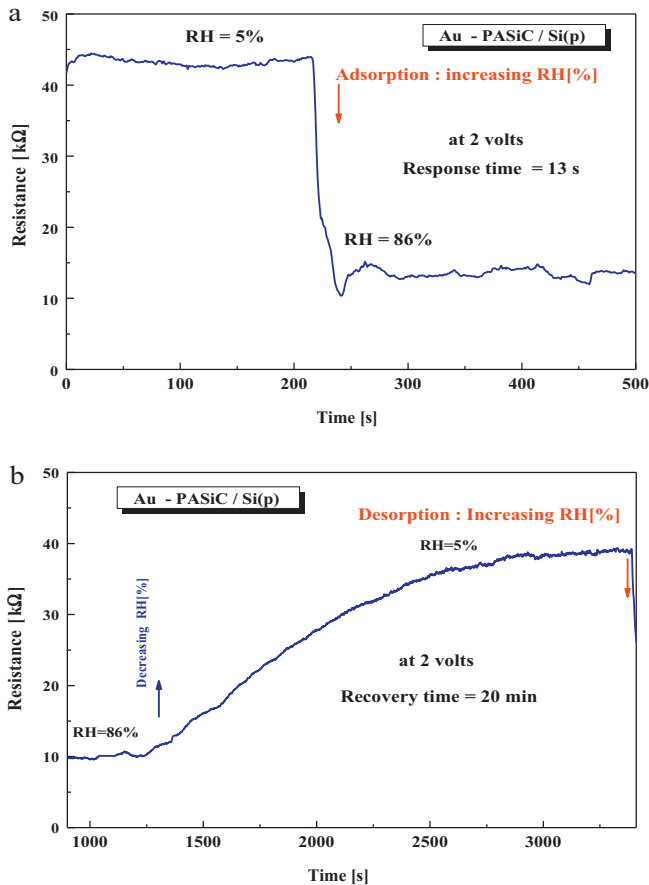 a
50
40
30
20
10
0
Resistance [kΩ]
RH = 5%
Au - PASiC / Si(p)
Adsorption : increasing RH[%]
at 2 volts
Response time = 13 s
RH = 86%
0 100 200 300 400 500
Time [s]
b
50
40
30
20
10
0
Resistance [kΩ]
Au - PASiC / Si(p)
Desorption : Increasing RH[%]
RH=5%
Decreasing RH[%]
at 2 volts
Recovery time = 20 min
RH=86%
1000 1500 2000 2500 3000
Time [s]